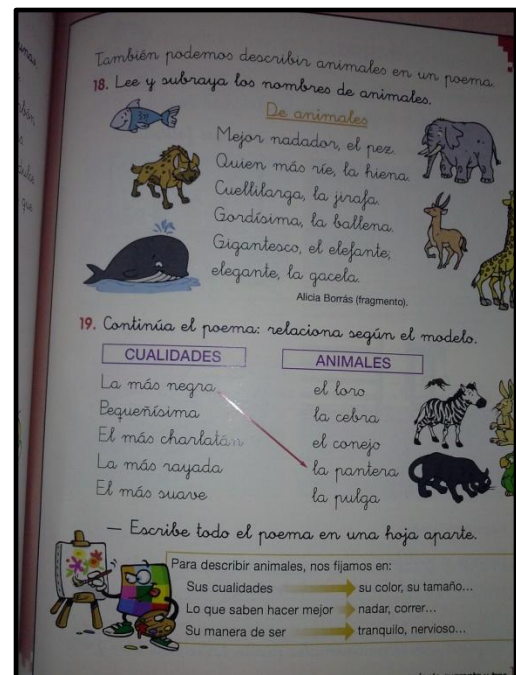 También podemos describir animales en un poema.
18. Lee y subraya los nombres de animales.
De animales
Mejor nadador, el pez.
Quien más ríe, la hiena.
Cuellilarga, la jirafa.
Gordísima, la ballena.
Gigantesco, el elefante;
elegante, la gacela.
Alicia Borrás (fragmento).
19. Continúa el poema: relaciona según el modelo.
CUALIDADES
ANIMALES
La más negra
el loro
Pequeñísima
la cebra
El más charlatán
el conejo
La más rayada
la pantera
El más suave
la pulga
— Escribe todo el poema en una hoja aparte.
Para describir animales, nos fijamos en:
Sus cualidades
su color, su tamaño...
Lo que saben hacer mejor
nadar, correr...
Su manera de ser
tranquilo, nervioso...